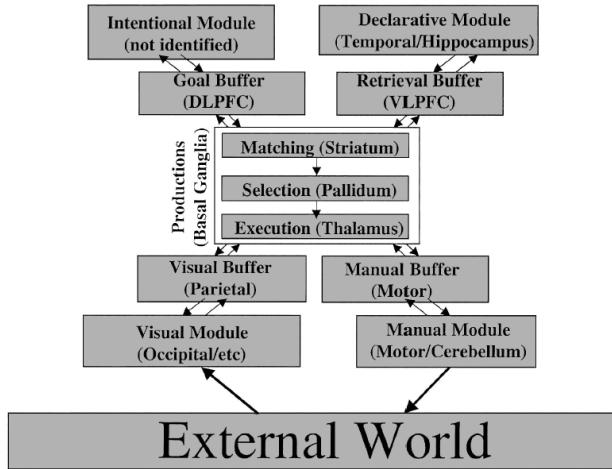 Intentional Module
(not identified)
Declarative Module
(Temporal/Hippocampus)
Goal Buffer
(DLPFC)
Retrieval Buffer
(VLPFC)
Productions
(Basal Ganglia)
Matching (Striatum)
Selection (Pallidum)
Execution (Thalamus)
Visual Buffer
(Parietal)
Manual Buffer
(Motor)
Visual Module
(Occipital/etc)
Manual Module
(Motor/Cerebellum)
External World